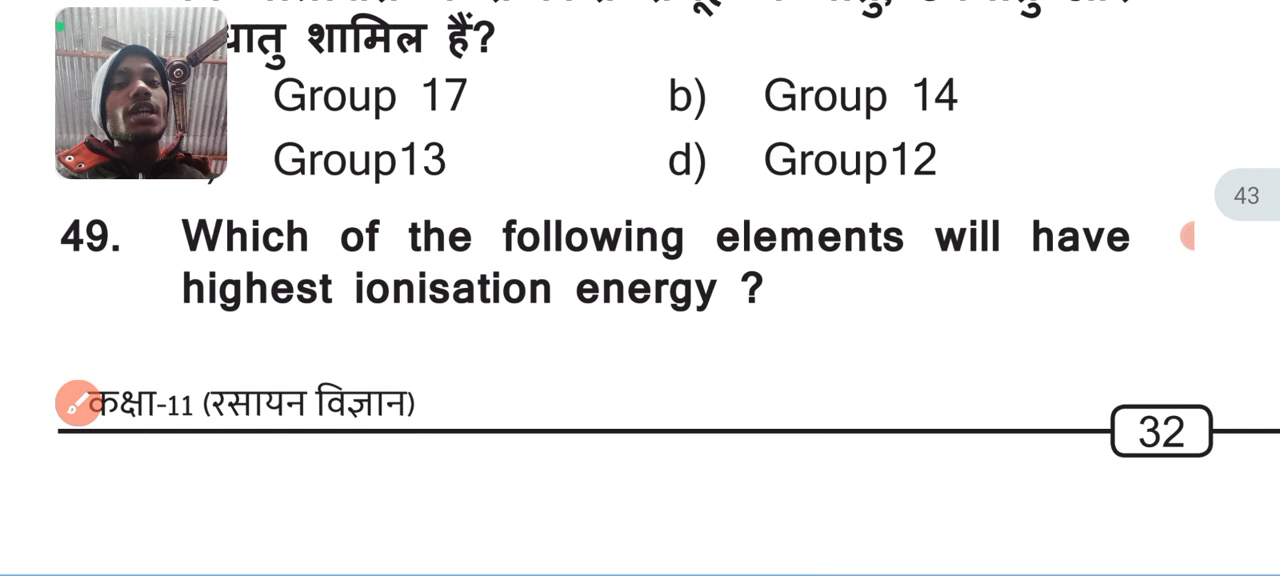 धातु शामिल हैं?
Group 17 b) Group 14
Group13 d) Group12
43
49. Which of the following elements will have
highest ionisation energy ?
कक्षा-11 (रसायन विज्ञान)
32